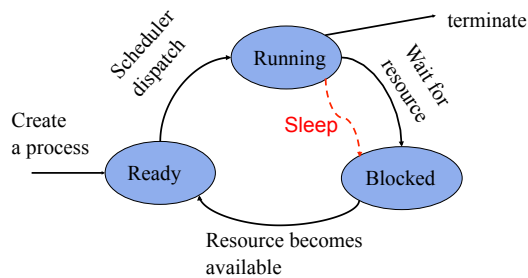 Scheduler
dispatch
Running
terminate
Wait for
resource
Create
a process
Sleep
Ready
Blocked
Resource becomes
available